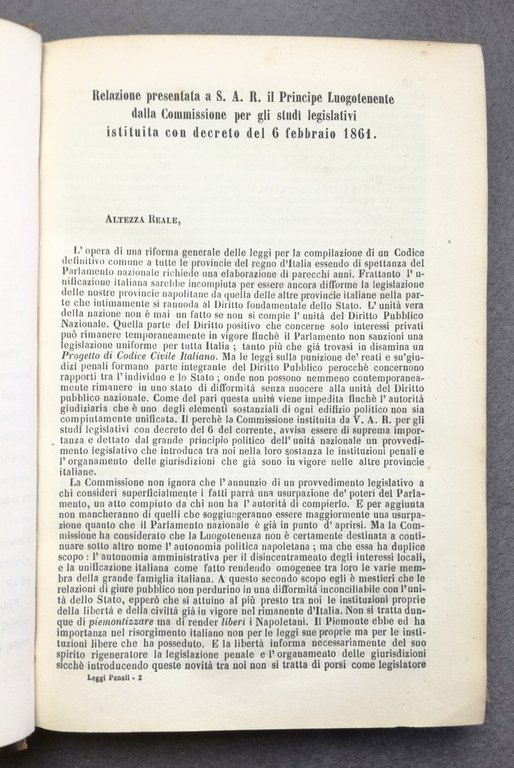 Relazione presentata a S. A. R. il Principe Luogotenente
dalla Commissione per gli studî legislativi
istituita con decreto del 6 febbraio 1861.
ALTEZZA REALE,
L' opera di una riforma generale delle leggi per la compilazione di un Codice
definitivo comune a tutte le provincie del regno d'Italia essendo di spettanza del
Parlamento nazionale richiede una elaborazione di parecchi anni. Frattanto l' u-
nificazione italiana sarebbe incompiuta per essere ancora difforme la legislazione
delle nostre provincie napolitane da quella delle altre provincie italiane nella par-
te che intimamente si rannoda al Diritto fondamentale dello Stato. L' unità vera
della nazione non è mai un fatto se non si compie l' unità del Diritto Pubblico
Nazionale. Quella parte del Diritto positivo che concerne solo interessi privati
può rimanere temporaneamente in vigore finchè il Parlamento non sanzioni una
legislazione uniforme per tutta Italia ; tanto più che già trovasi in disamina un
Progetto di Codice Civile Italiano. Ma le leggi sulla punizione de' reati e su'giu-
dizi penali formano parte integrante del Diritto Pubblico perocchè concernono
rapporti tra l' individuo e lo Stato ; onde non possono nemmeno contemporanea-
mente rimanere in uno stato di difformità senza nuocere alla unità del Diritto
pubblico nazionale. Come del pari questa unità viene impedita finchè l' autorità
giudiziaria che è uno degli elementi sostanziali di ogni edifizio politico non sia
compiutamente unificata. Il perchè la Commissione instituita da V. A. R. per gli
studî legislativi con decreto del 6 del corrente, avvisa essere di suprema impor-
tanza e dettato dal grande principio politico dell' unità nazionale un provvedi-
mento legislativo che introduca tra noi nella loro sostanza le instituzioni penali e
l' organamento delle giurisdizioni che già sono in vigore nelle altre provincie
italiane.
La Commissione non ignora che l' annunzio di un provvedimento legislativo a
chi consideri superficialmente i fatti parrà una usurpazione de' poteri del Parla-
mento, un atto compiuto da chi non ha l' autorità di compierlo. E per aggiunta
non mancheranno di quelli che soggiungeranno essere maggiormente una usurpa-
zione quanto che il Parlamento nazionale è già in punto d' aprirsi. Ma la Com-
missione ha considerato che la Luogotenenza non è certamente destinata a conti-
nuare sotto altro nome l' autonomia politica napoletana ; ma che essa ha duplice
scopo : l' autonomia amministrativa per il disincentramento degli interessi locali,
e la unificazione italiana come fatto rendendo omogenee tra loro le varie mem-
bra della grande famiglia italiana. A questo secondo scopo egli è mestieri che le
relazioni di giure pubblico non perdurino in una difformità inconciliabile con l'uni-
tà dello Stato, epperò che si attuino al più presto tra noi le instituzioni proprie
della libertà e della civiltà già in vigore nel rimanente d'Italia. Non si tratta dun-
que di piemontizzare ma di render liberi i Napoletani. Il Piemonte ebbe ed ha
importanza nel risorgimento italiano non per le leggi sue proprie ma per le insti-
tuzioni libere che ha posseduto. E la libertà informa necessariamente del suo
spirito rigeneratore la legislazione penale e l' organamento delle giurisdizioni
sicchè introducendo queste novità tra noi non si tratta di porsi come legislatore
Leggi Penali - 2